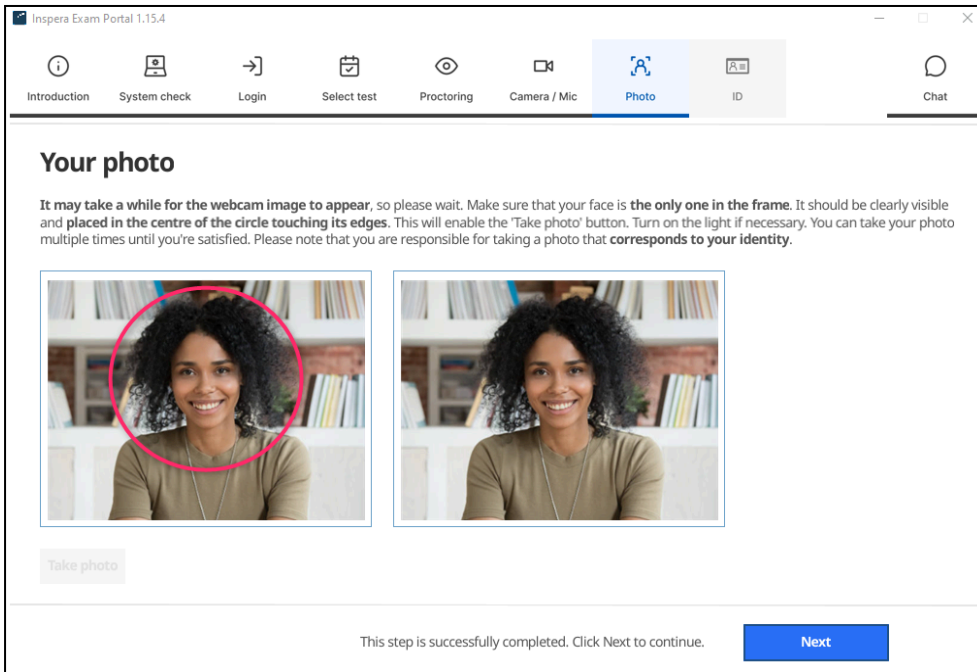 Inspera Exam Portal 1.15.4
Introduction
System check
Login
Select test
Proctoring
Camera / Mic
Photo
ID
Chat
Your photo
It may take a while for the webcam image to appear, so please wait. Make sure that your face is the only one in the frame. It should be clearly visible
and placed in the centre of the circle touching its edges. This will enable the 'Take photo' button. Turn on the light if necessary. You can take your photo
multiple times until you're satisfied. Please note that you are responsible for taking a photo that corresponds to your identity.
Take photo
This step is successfully completed. Click Next to continue.
Next